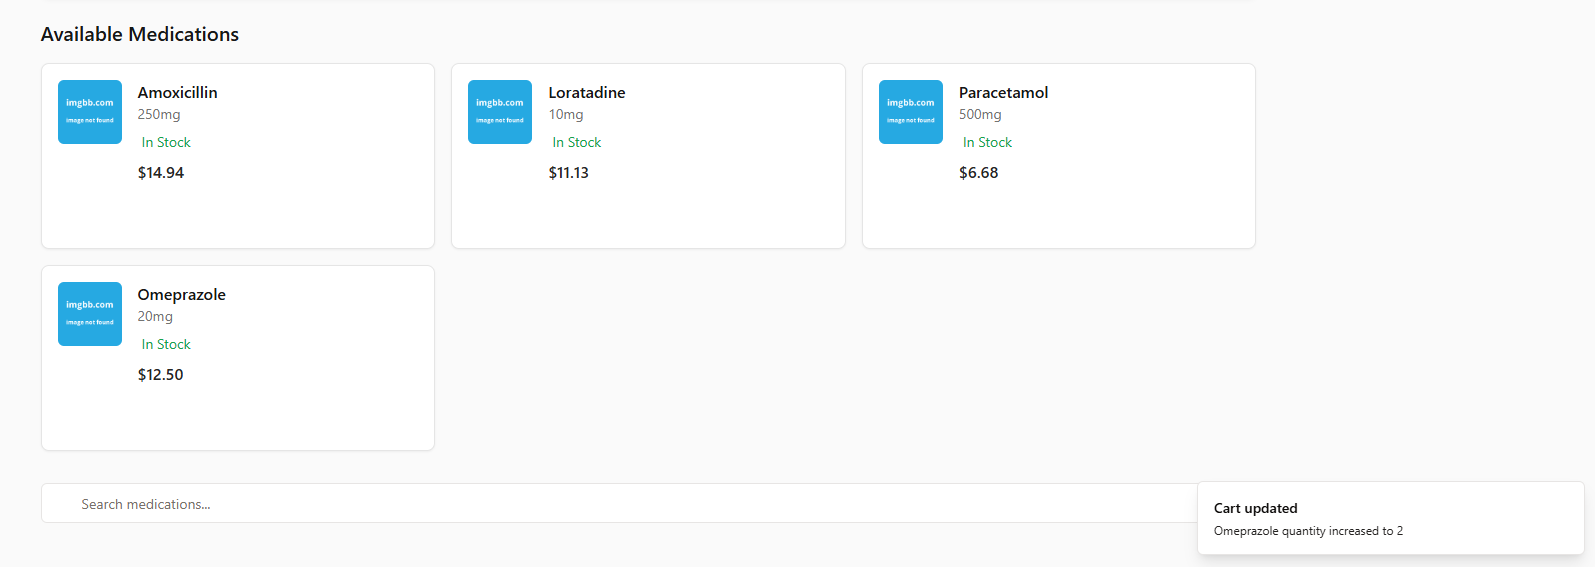 Available Medications
imgbb.com
image not found
Amoxicillin
250mg
In Stock
$14.94
imgbb.com
image not found
Loratadine
10mg
In Stock
$11.13
imgbb.com
image not found
Paracetamol
500mg
In Stock
$6.68
imgbb.com
image not found
Omeprazole
20mg
In Stock
$12.50
Search medications...
Cart updated
Omeprazole quantity increased to 2